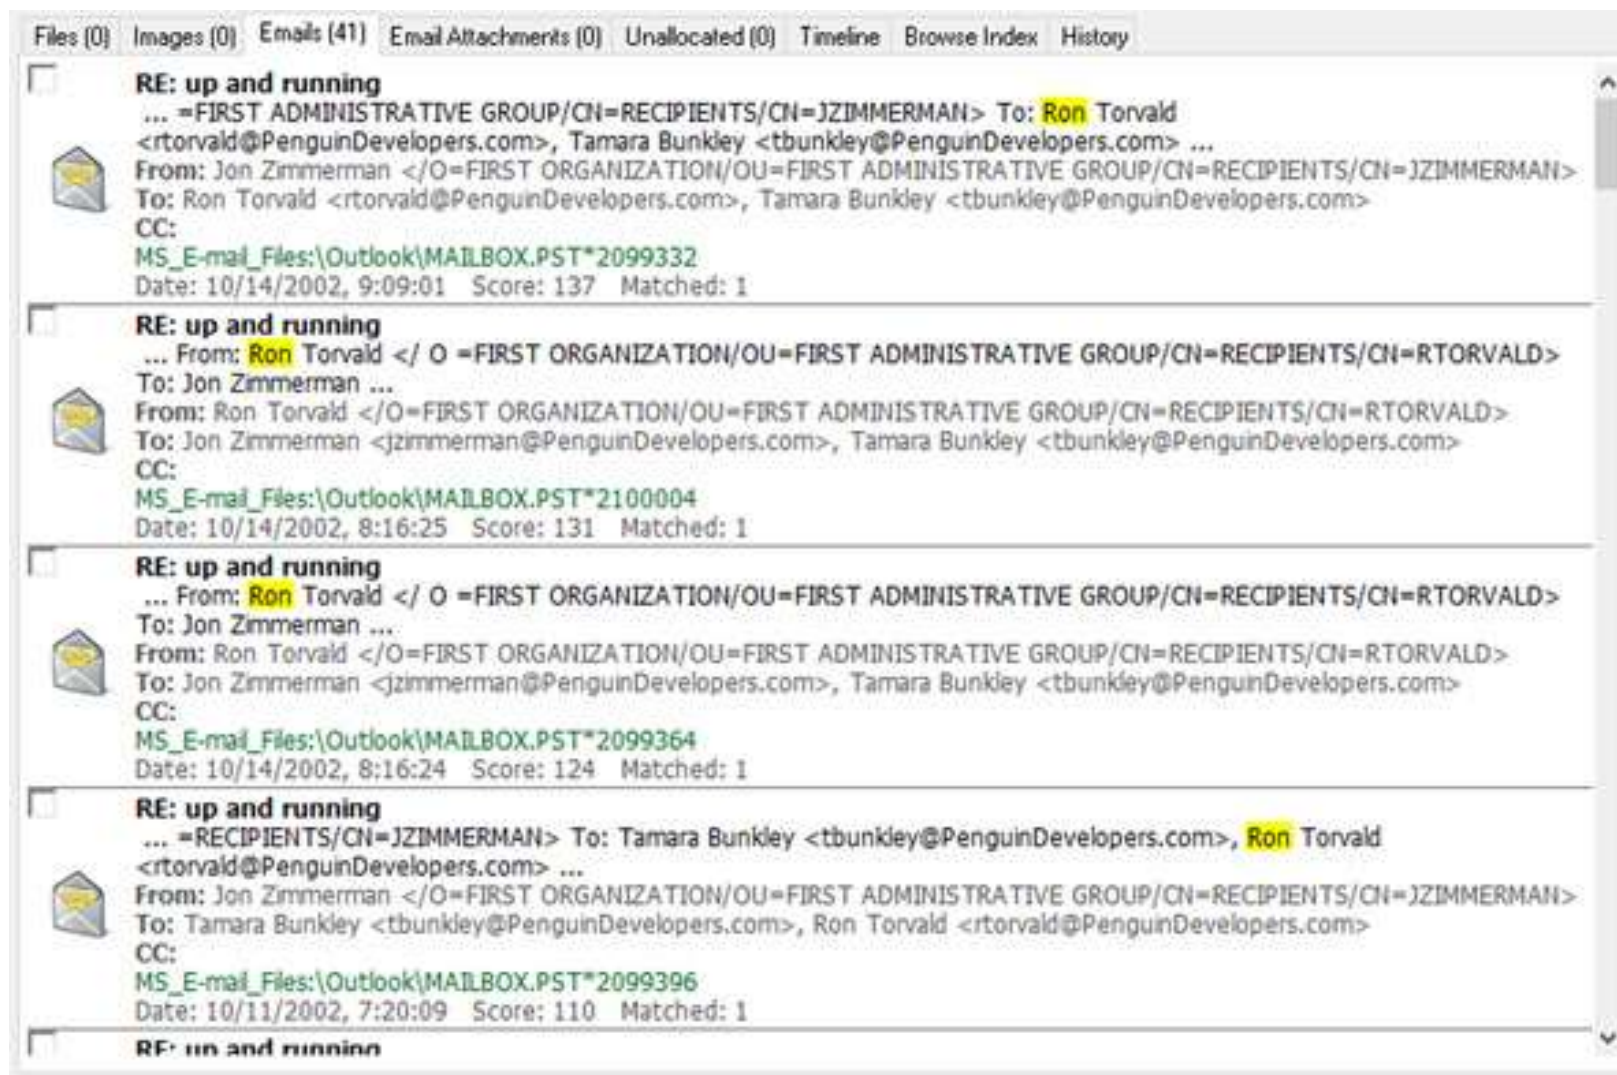 Files (0) Images (0) Emails (41) Email Attachments (0) Unallocated (0) Timeline Browse Index History
RE: up and running
... =FIRST ADMINISTRATIVE GROUP/CN=RECIPIENTS/CN=JZIMMERMAN> To: Ron Torvald
<rtorvald@PenguinDevelopers.com>, Tamara Bunkley <tbunkley@PenguinDevelopers.com> ...
From: Jon Zimmerman </O=FIRST ORGANIZATION/OU=FIRST ADMINISTRATIVE GROUP/CN=RECIPIENTS/CN=JZIMMERMAN>
To: Ron Torvald <rtorvald@PenguinDevelopers.com>, Tamara Bunkley <tbunkley@PenguinDevelopers.com>
CC:
MS_E-mail_Files:\Outlook\MAILBOX.PST*2099332
Date: 10/14/2002, 9:09:01 Score: 137 Matched: 1
RE: up and running
... From: Ron Torvald </ O =FIRST ORGANIZATION/OU=FIRST ADMINISTRATIVE GROUP/CN=RECIPIENTS/CN=RTORVALD>
To: Jon Zimmerman ...
From: Ron Torvald </O=FIRST ORGANIZATION/OU=FIRST ADMINISTRATIVE GROUP/CN=RECIPIENTS/CN=RTORVALD>
To: Jon Zimmerman <jzimmerman@PenguinDevelopers.com>, Tamara Bunkley <tbunkley@PenguinDevelopers.com>
CC:
MS_E-mail_Files:\Outlook\MAILBOX.PST*2100004
Date: 10/14/2002, 8:16:25 Score: 131 Matched: 1
RE: up and running
... From: Ron Torvald </ O =FIRST ORGANIZATION/OU=FIRST ADMINISTRATIVE GROUP/CN=RECIPIENTS/CN=RTORVALD>
To: Jon Zimmerman ...
From: Ron Torvald </O=FIRST ORGANIZATION/OU=FIRST ADMINISTRATIVE GROUP/CN=RECIPIENTS/CN=RTORVALD>
To: Jon Zimmerman <jzimmerman@PenguinDevelopers.com>, Tamara Bunkley <tbunkley@PenguinDevelopers.com>
CC:
MS_E-mail_Files:\Outlook\MAILBOX.PST*2099364
Date: 10/14/2002, 8:16:24 Score: 124 Matched: 1
RE: up and running
... =RECIPIENTS/CN=JZIMMERMAN> To: Tamara Bunkley <tbunkley@PenguinDevelopers.com>, Ron Torvald
<rtorvald@PenguinDevelopers.com> ...
From: Jon Zimmerman </O=FIRST ORGANIZATION/OU=FIRST ADMINISTRATIVE GROUP/CN=RECIPIENTS/CN=JZIMMERMAN>
To: Tamara Bunkley <tbunkley@PenguinDevelopers.com>, Ron Torvald <rtorvald@PenguinDevelopers.com>
CC:
MS_E-mail_Files:\Outlook\MAILBOX.PST*2099396
Date: 10/11/2002, 7:20:09 Score: 110 Matched: 1
RE: up and running